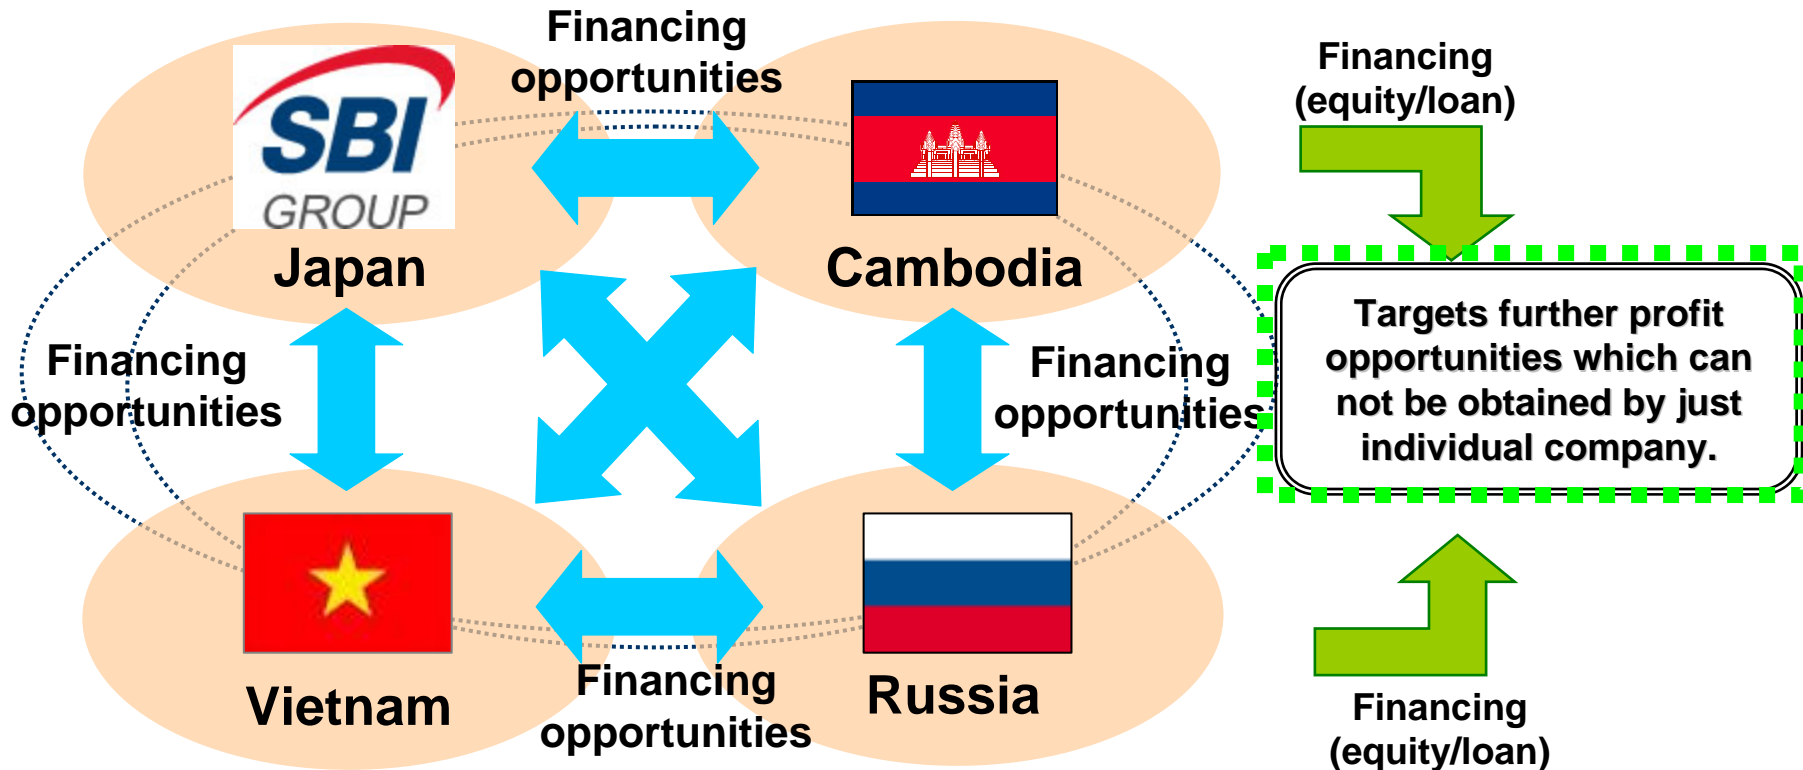 Financing
opportunities
SBI
GROUP
Japan
Cambodia
Financing
opportunities
Financing
opportunities
Vietnam
Russia
Financing
opportunities
Financing
(equity/loan)
Targets further profit
opportunities which can
not be obtained by just
individual company.
Financing
(equity/loan)